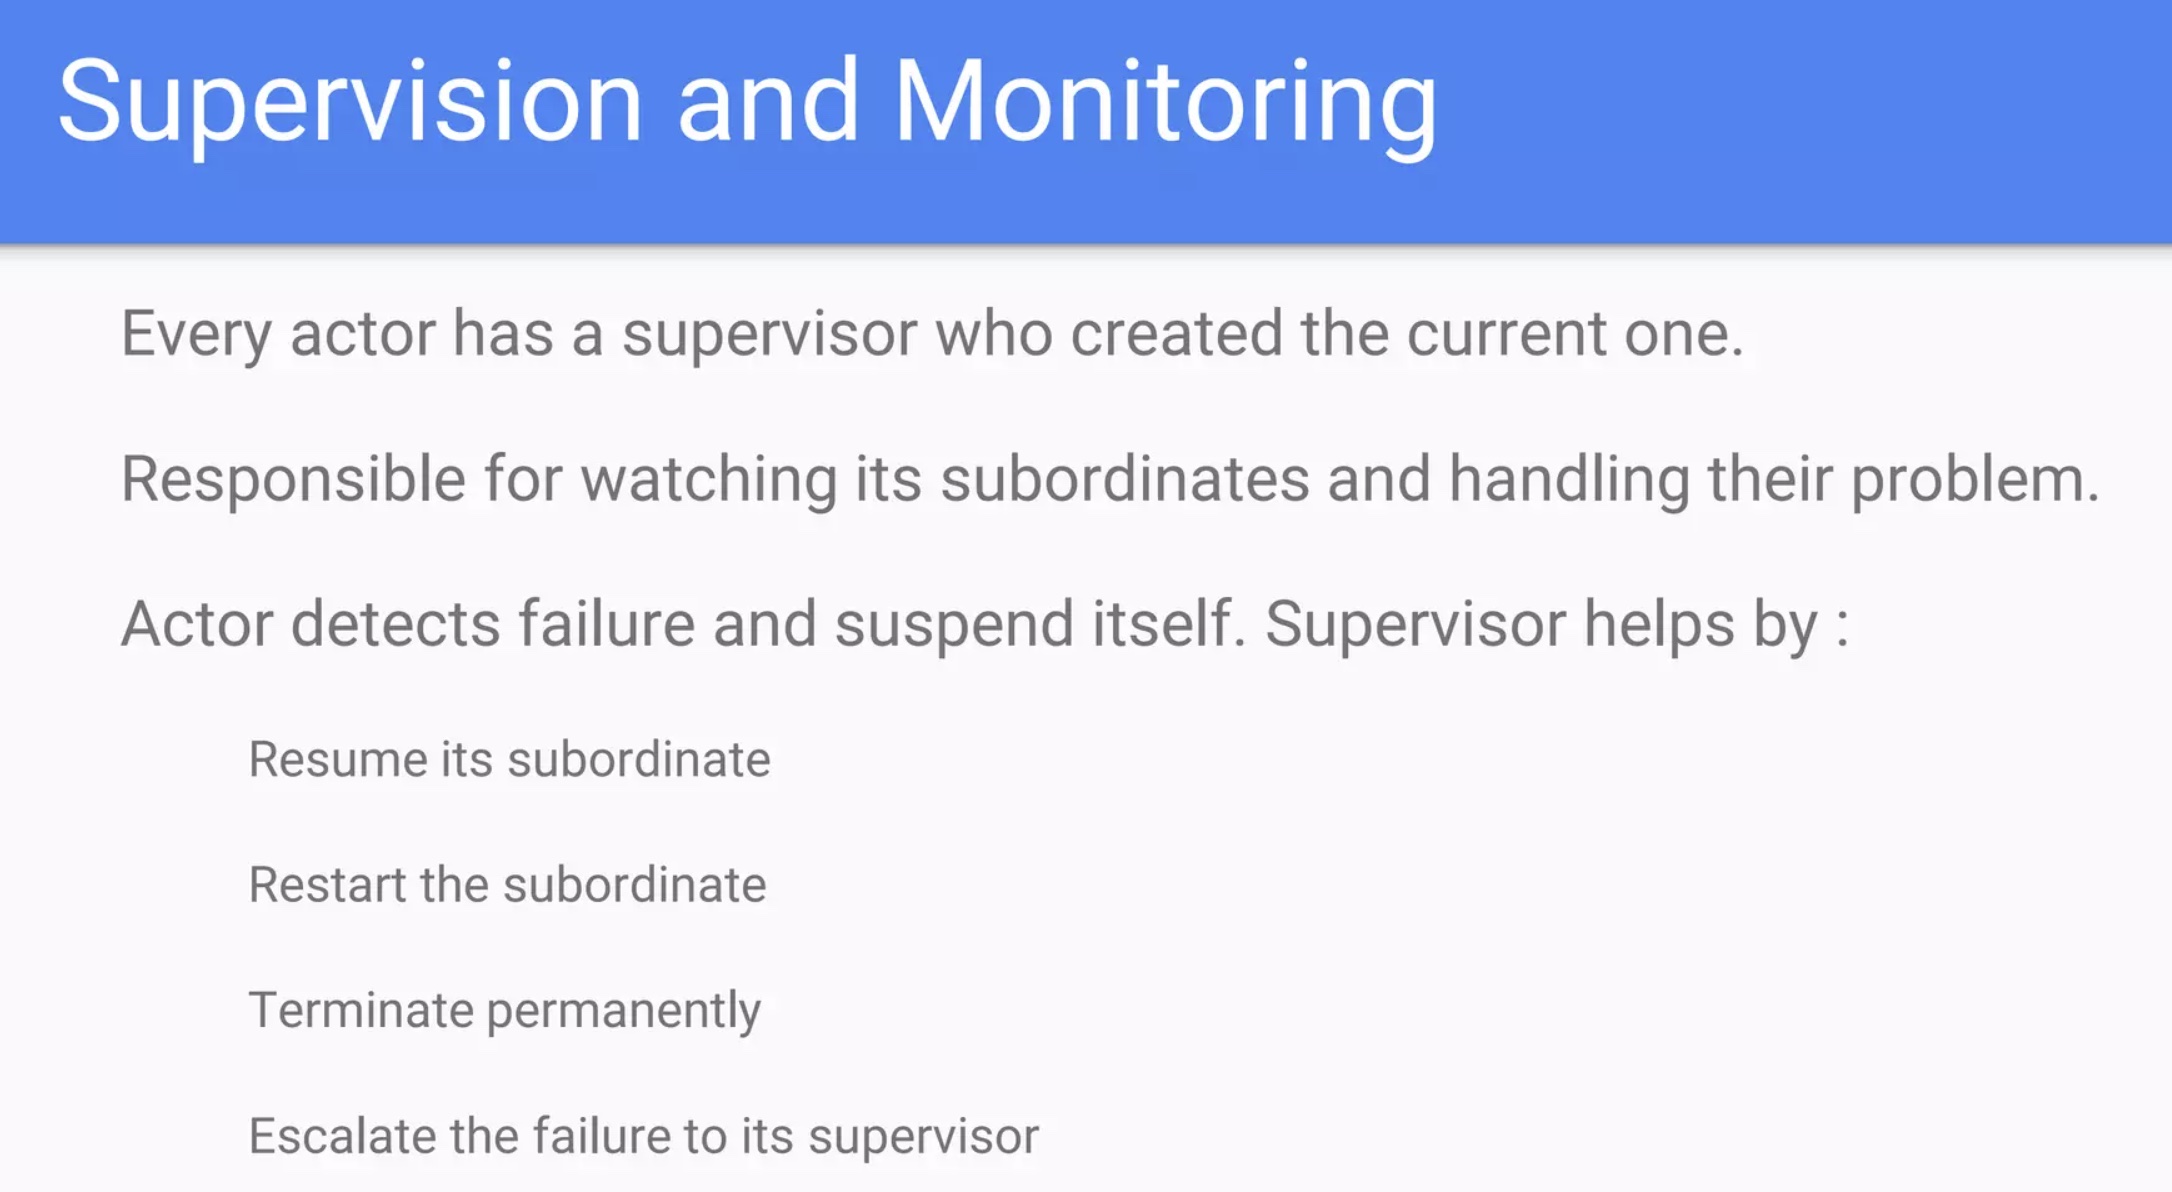 Supervision and Monitoring
Every actor has a supervisor who created the current one.
Responsible for watching its subordinates and handling their problem.
Actor detects failure and suspend itself. Supervisor helps by :
Resume its subordinate
Restart the subordinate
Terminate permanently
Escalate the failure to its supervisor